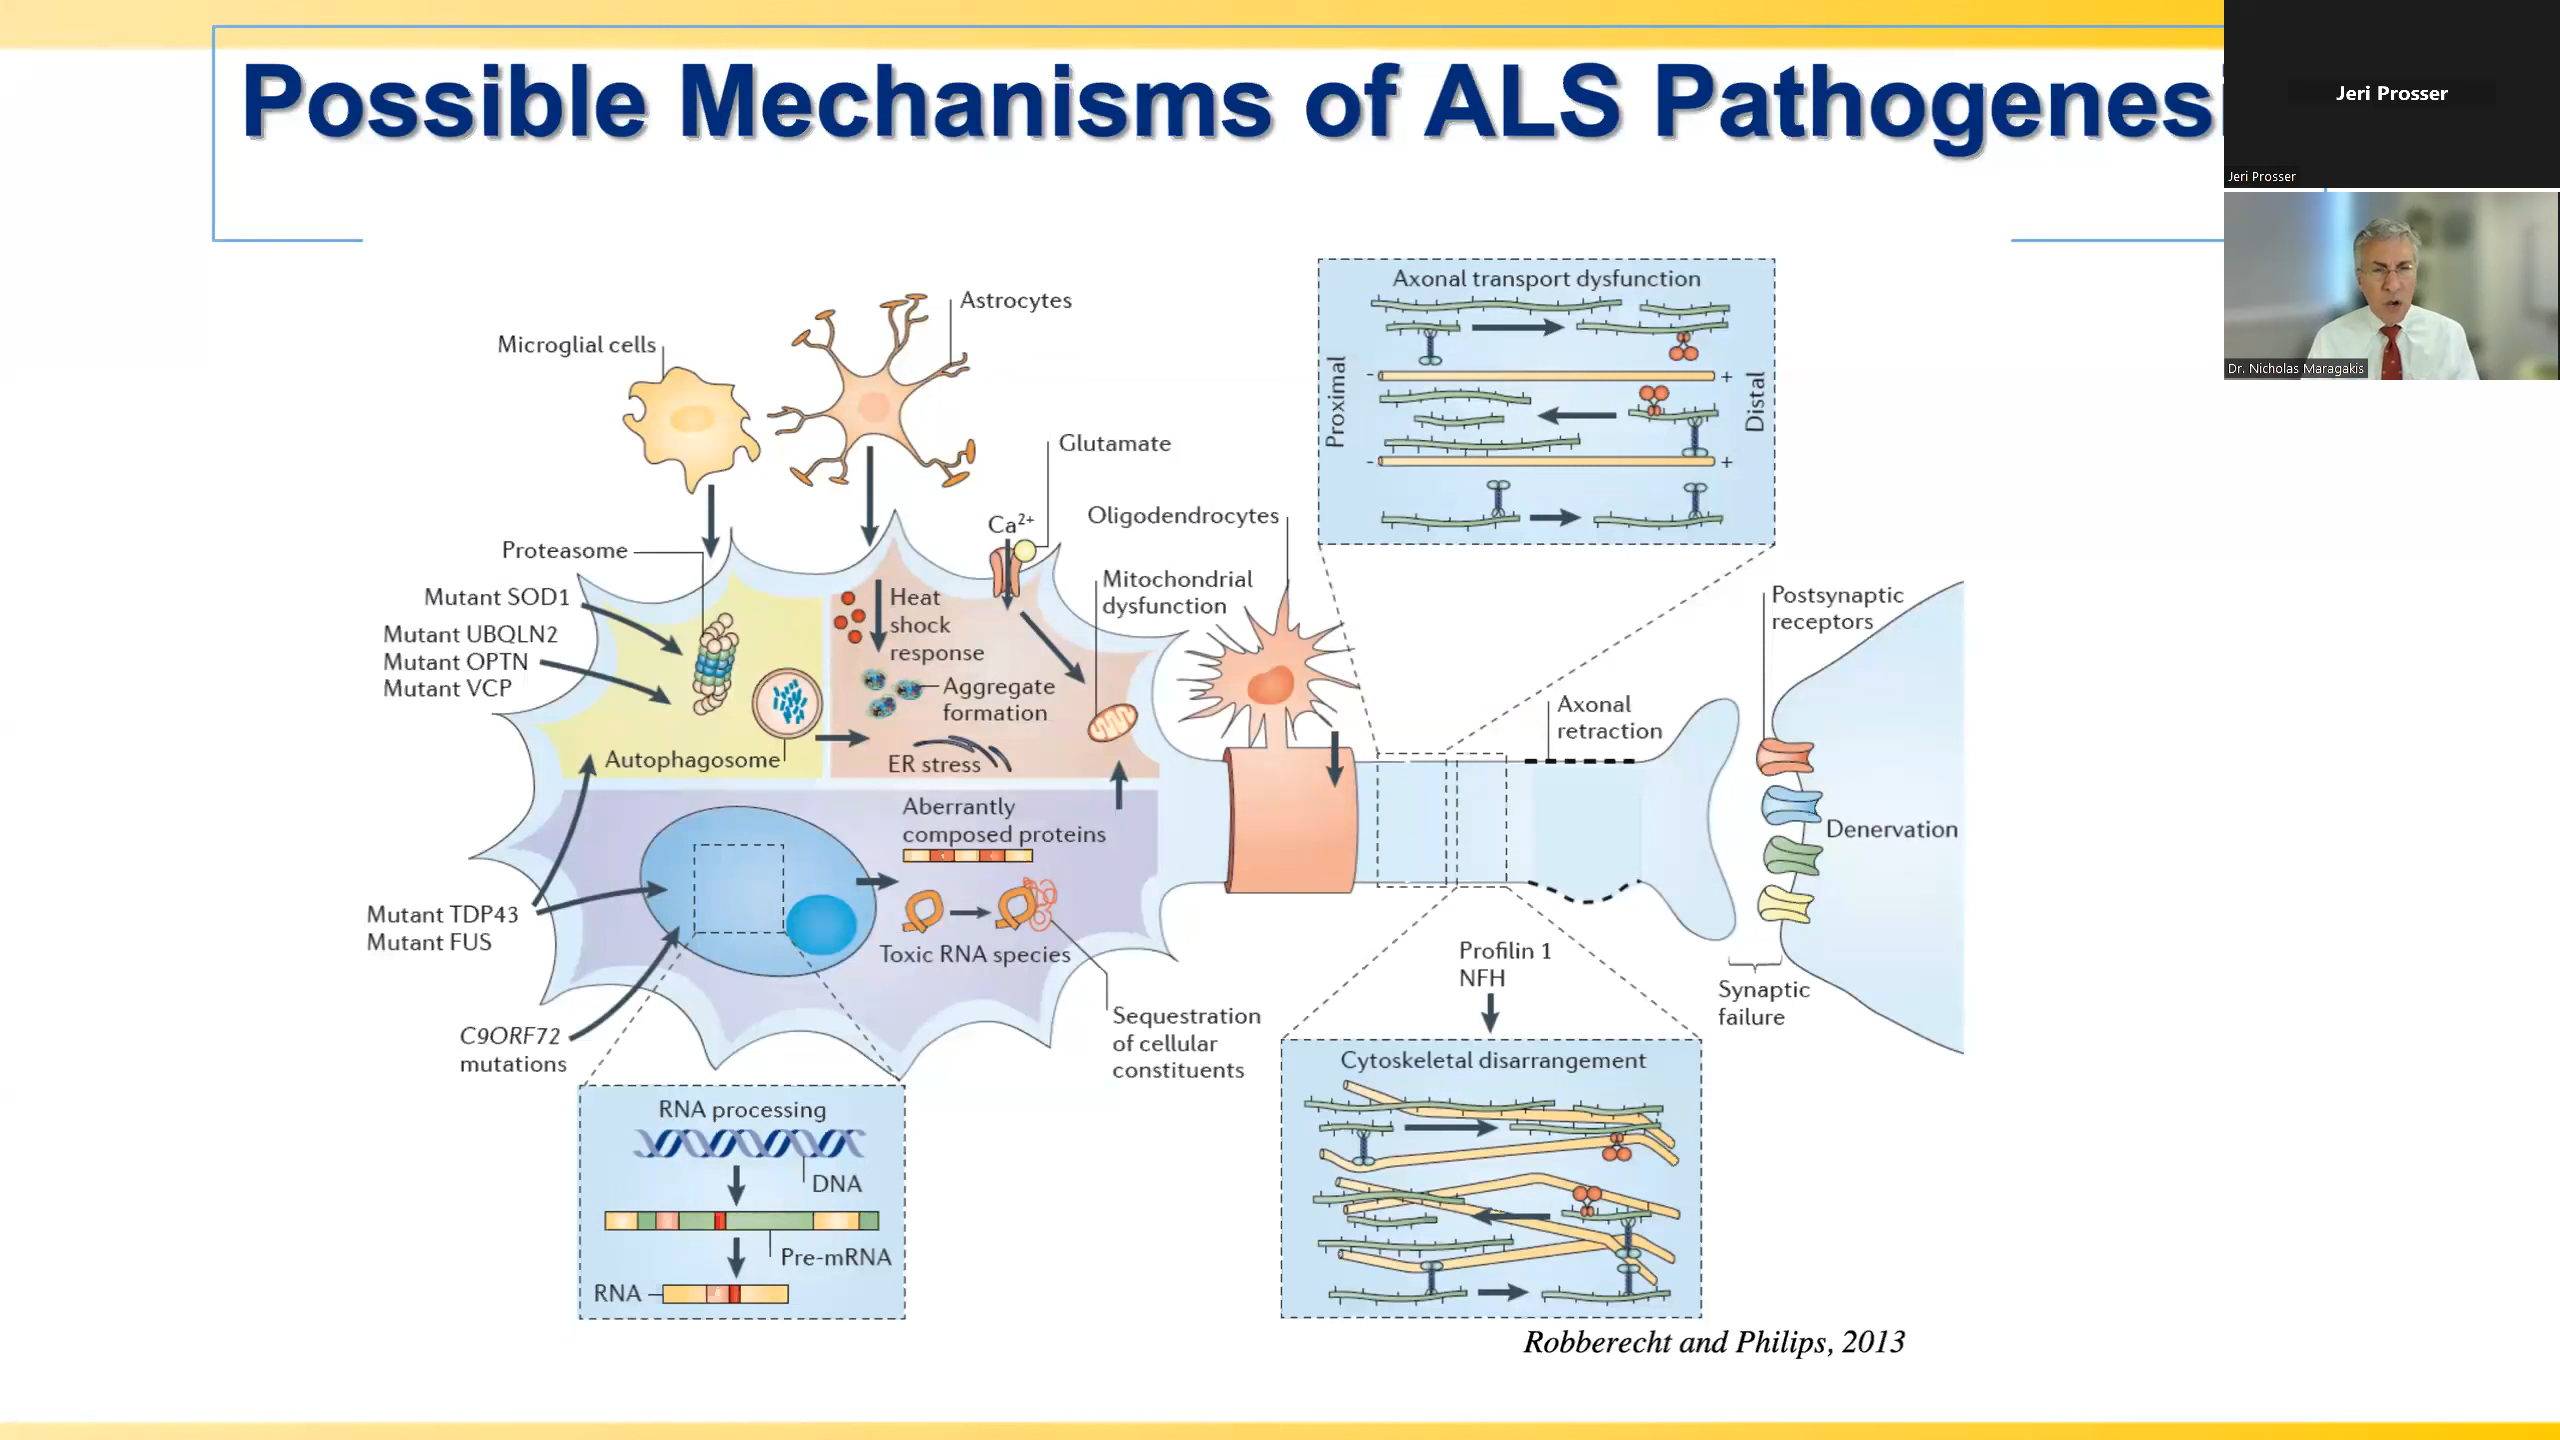 Possible Mechanisms of ALS Pathogenesi
Jeri Prosser
Jeri Prosser
Dr. Nicholas Maragakis
Microglial cells
Astrocytes
Glutamate
Ca2+
Oligodendrocytes
Proteasome
Mutant SOD1
Mutant UBQLN2
Mutant OPTN
Mutant VCP
Heat
shock
response
Aggregate
formation
Mitochondrial
dysfunction
Autophagosome
ER stress
Aberrantly
composed proteins
Toxic RNA species
Mutant TDP43
Mutant FUS
C9ORF72
mutations
Sequestration
of cellular
constituents
RNA processing
DNA
Pre-mRNA
RNA
Axonal transport dysfunction
Proximal
Distal
-
+
-
+
Axonal
retraction
Postsynaptic
receptors
Denervation
Synaptic
failure
Profilin 1
NFH
Cytoskeletal disarrangement
Robberecht and Philips, 2013